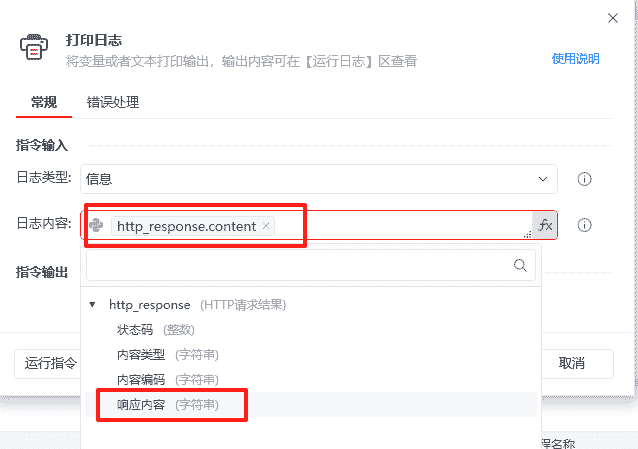 打印日志
将变量或者文本打印输出，输出内容可在【运行日志】区查看
使用说明
常规 错误处理
指令输入
日志类型: 信息
日志内容: http_response.content × fx
指令输出
http_response (HTTP请求结果)
状态码 (整数)
内容类型 (字符串)
内容编码 (字符串)
响应内容 (字符串)
运行指令 取消
程名称